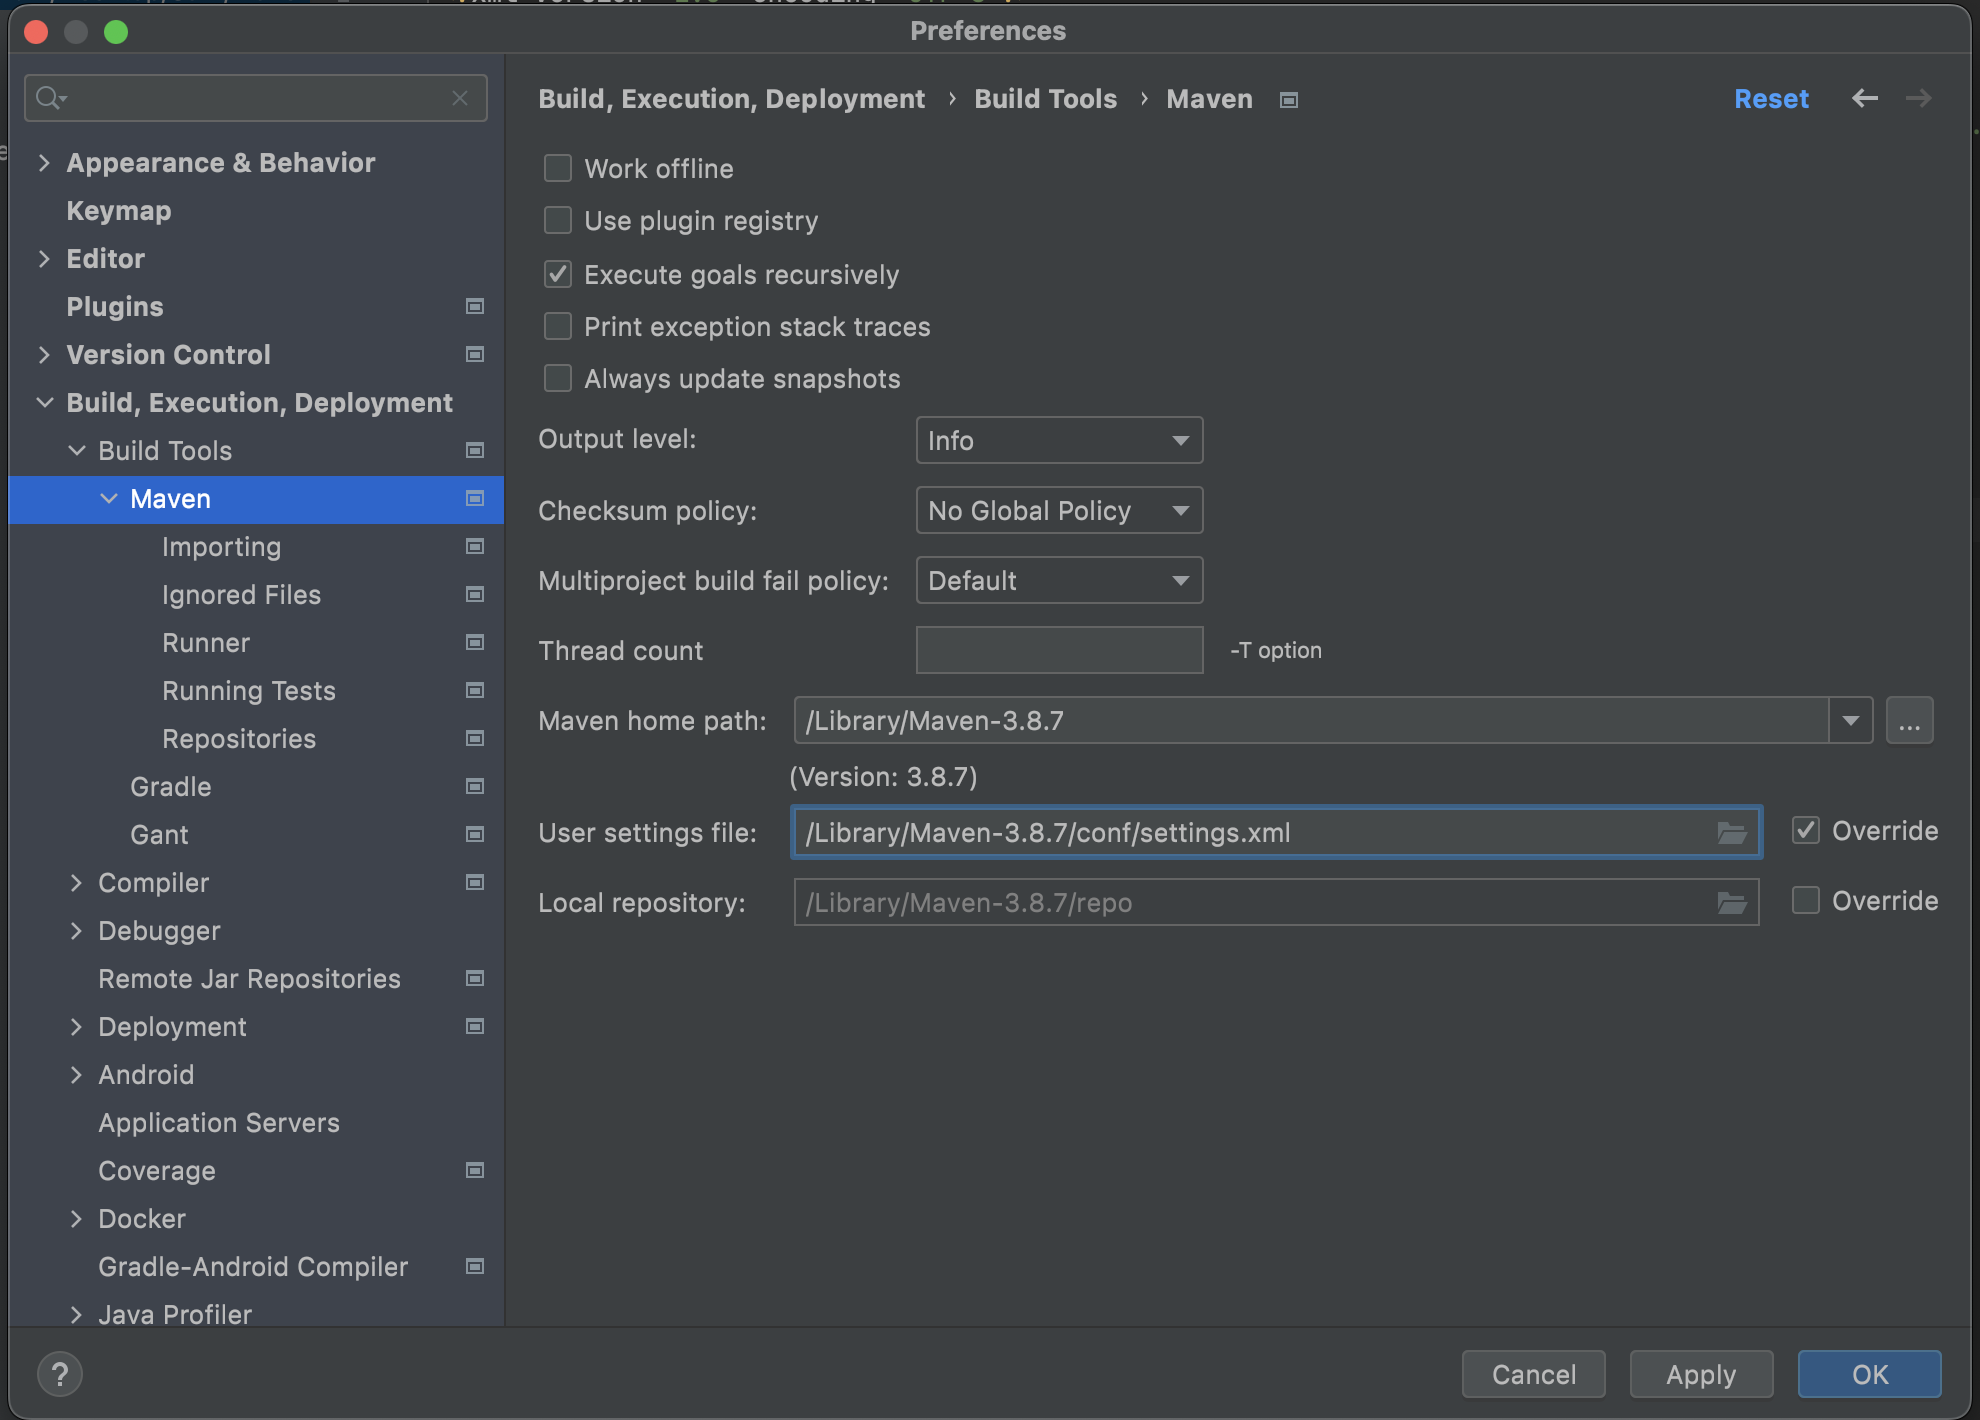 Preferences
Build, Execution, Deployment › Build Tools › Maven
Reset
Appearance & Behavior
Keymap
Editor
Plugins
Version Control
Build, Execution, Deployment
Build Tools
Maven
Importing
Ignored Files
Runner
Running Tests
Repositories
Gradle
Gant
Compiler
Debugger
Remote Jar Repositories
Deployment
Android
Application Servers
Coverage
Docker
Gradle-Android Compiler
Java Profiler
Work offline
Use plugin registry
Execute goals recursively
Print exception stack traces
Always update snapshots
Output level: Info
Checksum policy: No Global Policy
Multiproject build fail policy: Default
Thread count -T option
Maven home path: /Library/Maven-3.8.7 ...
(Version: 3.8.7)
User settings file: /Library/Maven-3.8.7/conf/settings.xml Override
Local repository: /Library/Maven-3.8.7/repo Override
? Cancel Apply OK